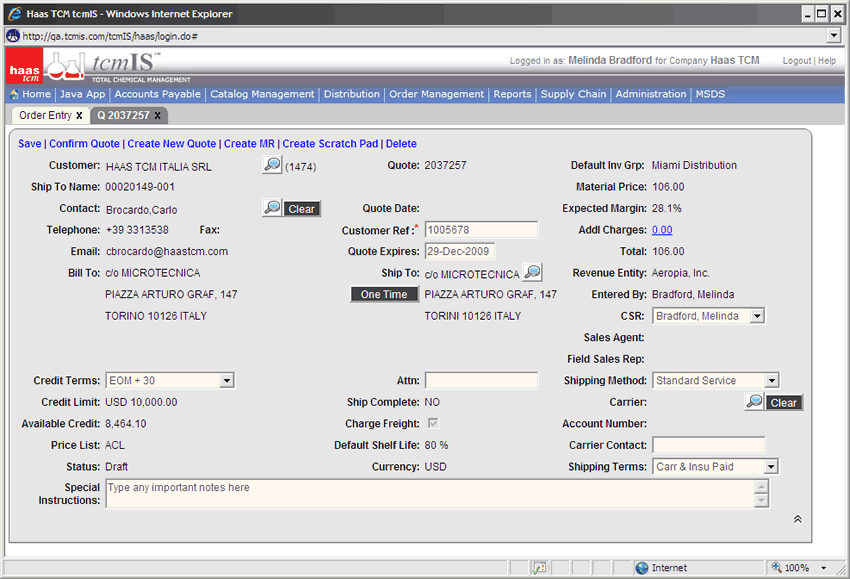 Haas TCM tcmIS - Windows Internet Explorer
http://qa.tcmis.com/tcmIS/haas/login.do#
haas tcm
tcmIS™
TOTAL CHEMICAL MANAGEMENT
Logged in as: Melinda Bradford for Company Haas TCM Logout | Help
Home | Java App | Accounts Payable | Catalog Management | Distribution | Order Management | Reports | Supply Chain | Administration | MSDS
Order Entry x Q 2037257 x
Save | Confirm Quote | Create New Quote | Create MR | Create Scratch Pad | Delete
Customer: HAAS TCM ITALIA SRL (1474) Quote: 2037257 Default Inv Grp: Miami Distribution
Ship To Name: 00020149-001 Material Price: 106.00
Contact: Brocardo,Carlo Clear Quote Date: Expected Margin: 28.1%
Telephone: +39 3313538 Fax: Customer Ref :* 1005678 Addl Charges: 0.00
Email: cbrocardo@haastcm.com Quote Expires: 29-Dec-2009 Total: 106.00
Bill To: c/o MICROTECNICA Ship To: c/o MICROTECNICA Revenue Entity: Aeropia, Inc.
PIAZZA ARTURO GRAF, 147 One Time PIAZZA ARTURO GRAF, 147 Entered By: Bradford, Melinda
TORINO 10126 ITALY TORINI 10126 ITALY CSR: Bradford, Melinda
Sales Agent:
Field Sales Rep:
Credit Terms: EOM + 30 Attn: Shipping Method: Standard Service
Credit Limit: USD 10,000.00 Ship Complete: NO Carrier: Clear
Available Credit: 8,464.10 Charge Freight: Account Number:
Price List: ACL Default Shelf Life: 80 % Carrier Contact:
Status: Draft Currency: USD Shipping Terms: Carr & Insu Paid
Special Instructions: Type any important notes here
Internet 100%